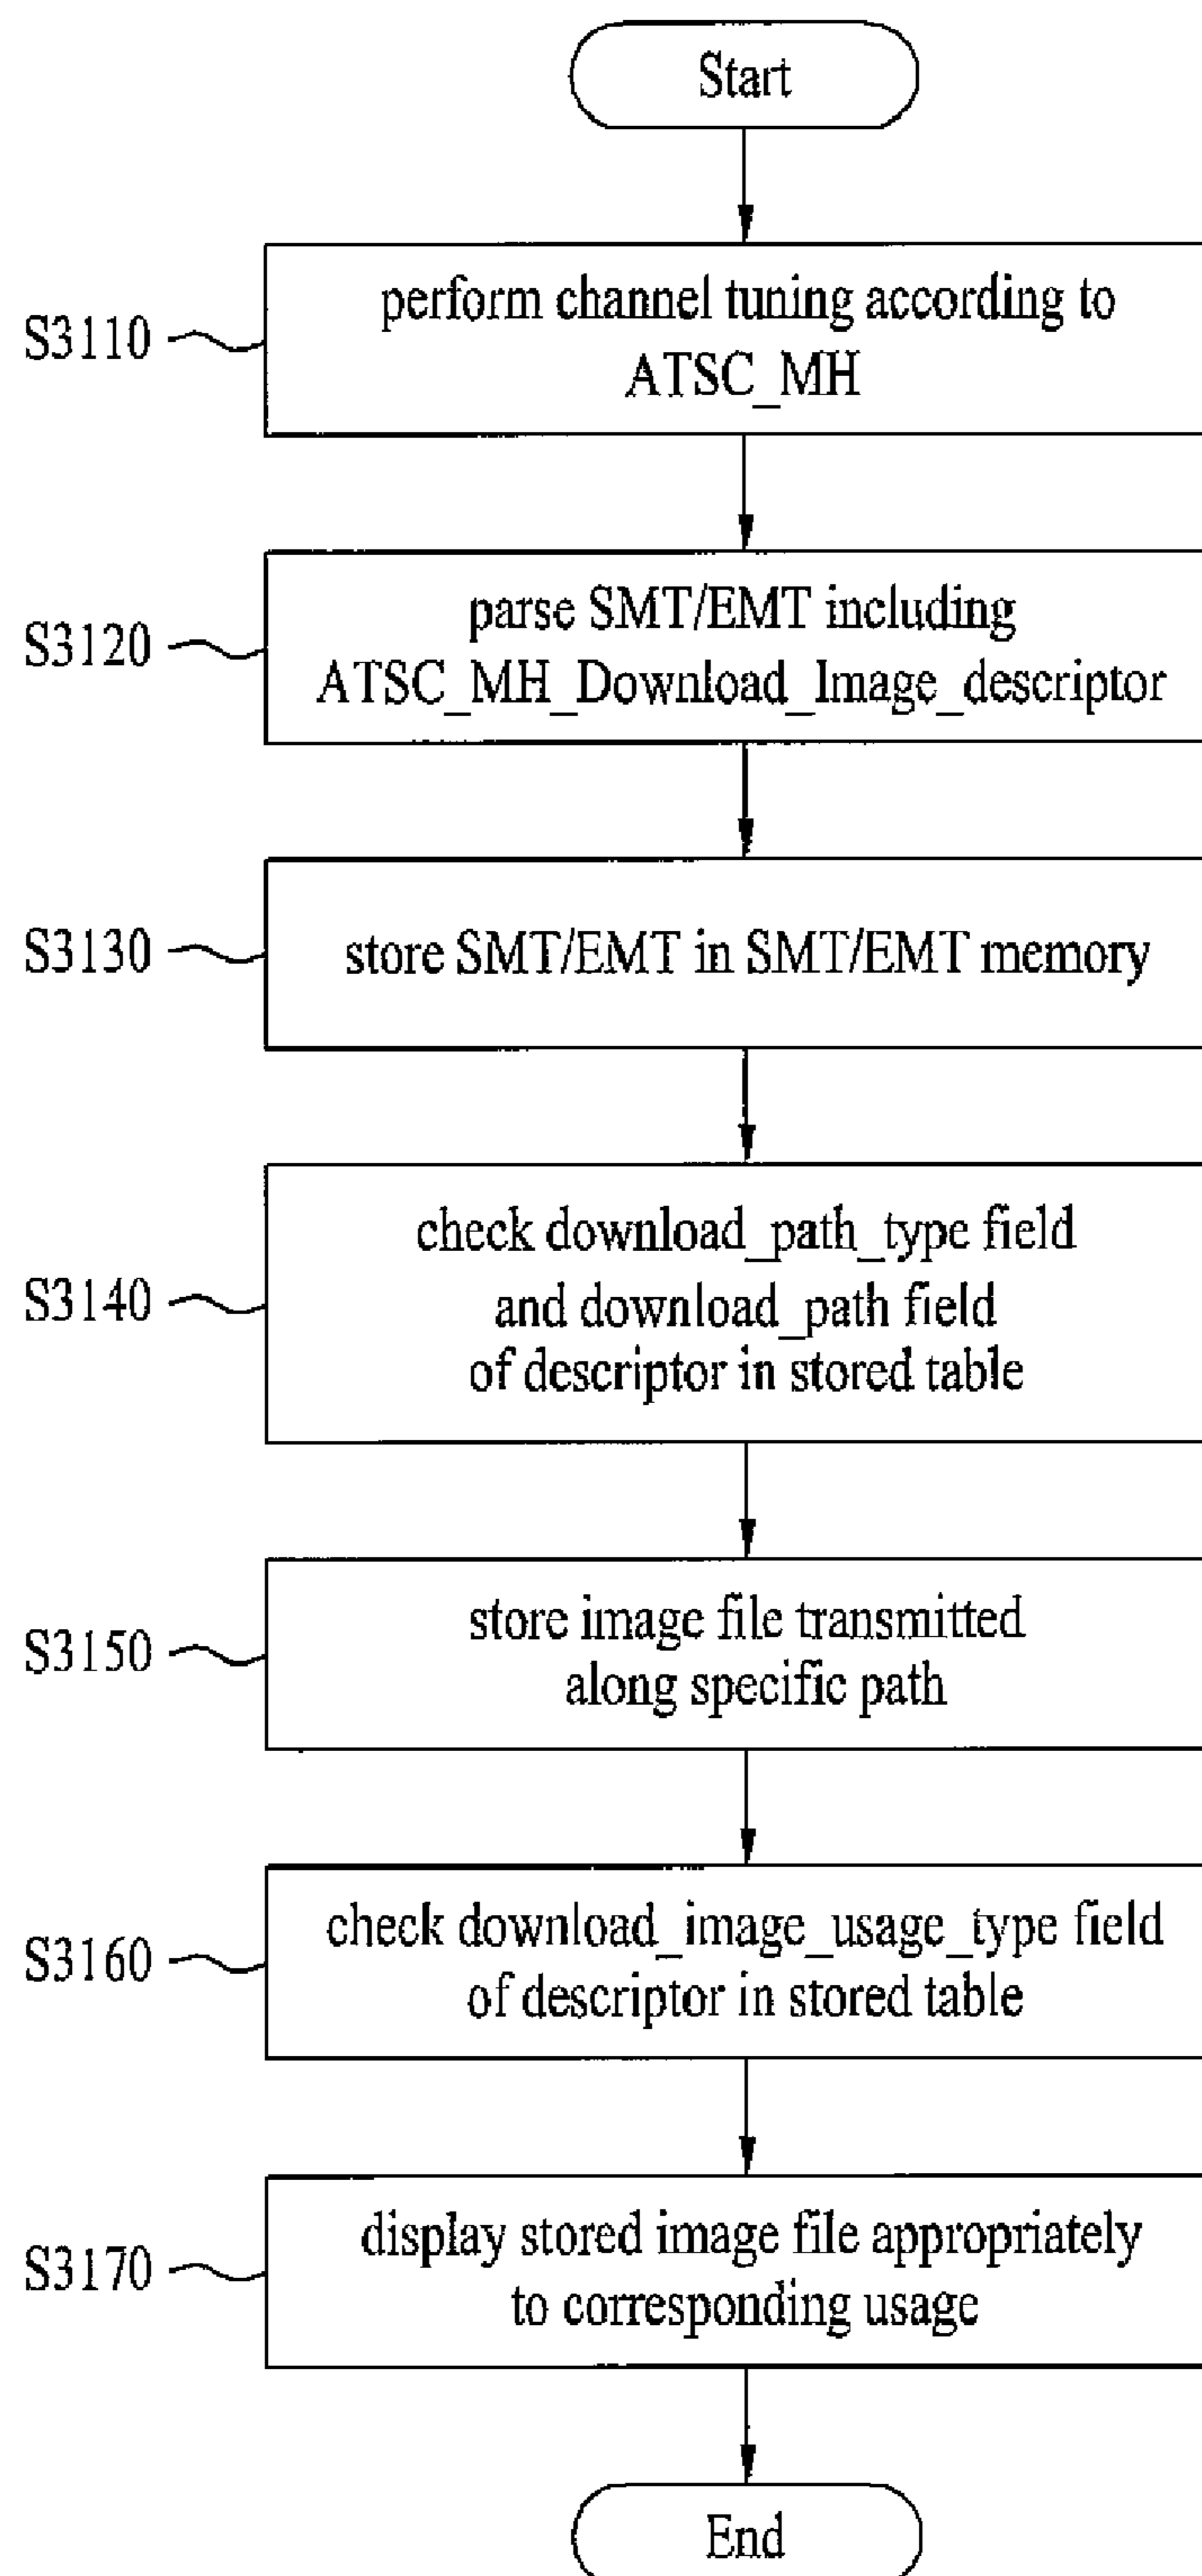 Start
S3110
perform channel tuning according to
ATSC_MH
S3120
parse SMT/EMT including
ATSC_MH_Download_Image_descriptor
S3130
store SMT/EMT in SMT/EMT memory
S3140
check download_path_type field
and download_path field
of descriptor in stored table
S3150
store image file transmitted
along specific path
S3160
check download_image_usage_type field
of descriptor in stored table
S3170
display stored image file appropriately
to corresponding usage
End